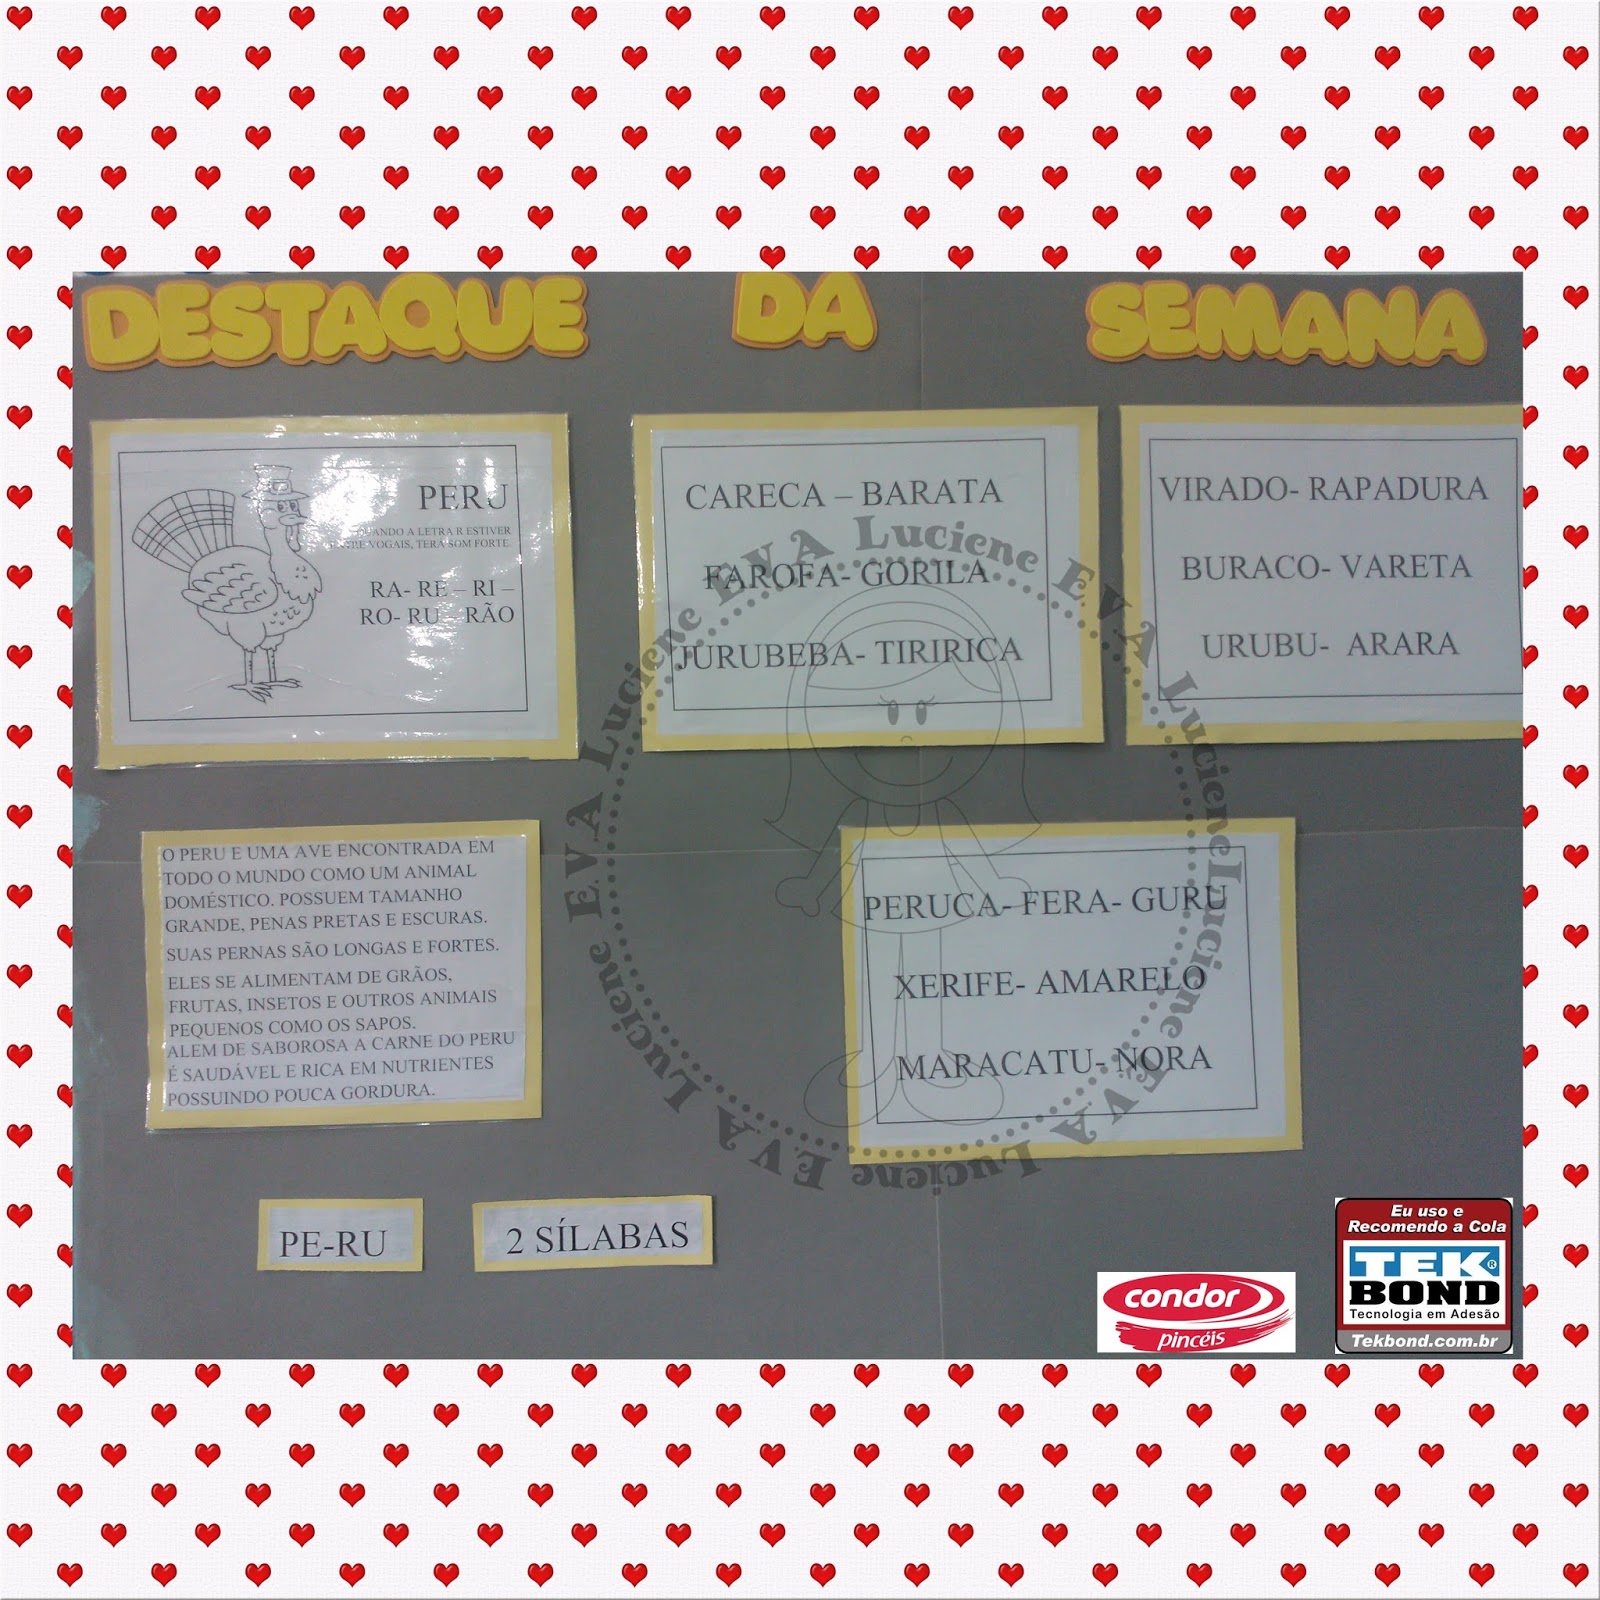 DESTAQUE DA SEMANA
PERU
QUANDO A LETRA R ESTIVER
ENTRE VOGAIS, TERÁ SOM FORTE.
RA- RE – RI –
RO- RU – RÃO
CARECA – BARATA
FAROFA- GORILA
JURUBEBA- TIRIRICA
VIRADO- RAPADURA
BURACO- VARETA
URUBU- ARARA
O PERU E UMA AVE ENCONTRADA EM
TODO O MUNDO COMO UM ANIMAL
DOMÉSTICO. POSSUEM TAMANHO
GRANDE, PENAS PRETAS E ESCURAS.
SUAS PERNAS SÃO LONGAS E FORTES.
ELES SE ALIMENTAM DE GRÃOS,
FRUTAS, INSETOS E OUTROS ANIMAIS
PEQUENOS COMO OS SAPOS.
ALEM DE SABOROSA A CARNE DO PERU
É SAUDÁVEL E RICA EM NUTRIENTES
POSSUINDO POUCA GORDURA.
PERUCA- FERA- GURU
XERIFE- AMARELO
MARACATU- NORA
PE-RU
2 SÍLABAS
E.V.A Luciene E.V.A Luciene E.V.A Luciene E.V.A Luciene E.V.A Luciene E.V.A Luciene
condor
pincéis
Eu uso e
Recomendo a Cola
TEK®
BOND
Tecnologia em Adesão
Tekbond.com.br